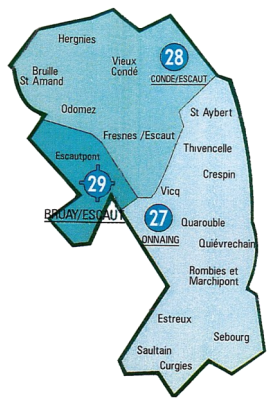 Hergnies
28
Vieux
Condé
CONDE/ESCAUT
Bruille
St Amand
Odomez
St Aybert
Fresnes /Escaut
Thivencelle
Escautpont
Crespin
29
Vicq
BRUAY/ESCAUT
27
Quarouble
ONNAING
Quiévrechain
Rombies et
Marchipont
Estreux
Sebourg
Saultain
Curgies